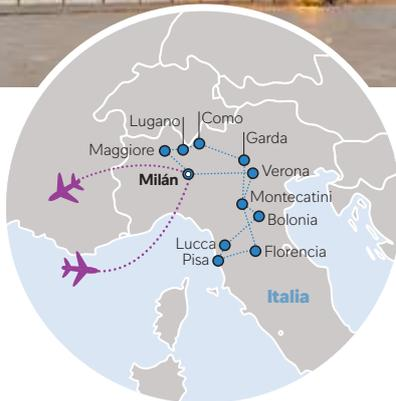 Lugano
Como
Garda
Maggiore
Verona
Milán
Montecatini
Bolonia
Lucca
Pisa
Florencia
Italia